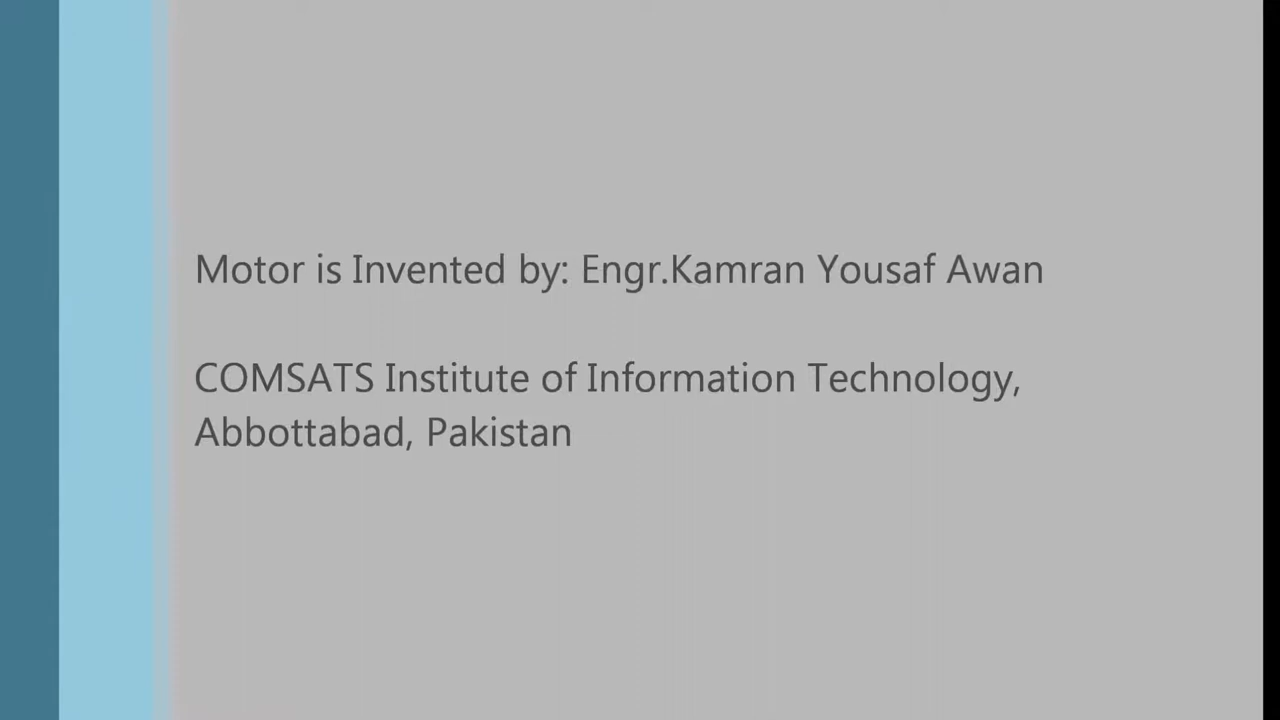 Motor is Invented by: Engr.Kamran Yousaf Awan
COMSATS Institute of Information Technology,
Abbottabad, Pakistan